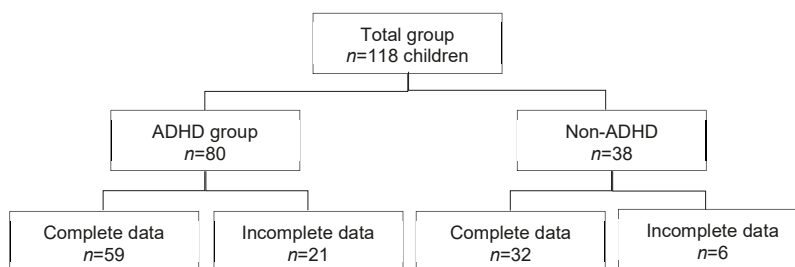 Total group
n=118 children
ADHD group
n=80
Non-ADHD
n=38
Complete data
n=59
Incomplete data
n=21
Complete data
n=32
Incomplete data
n=6